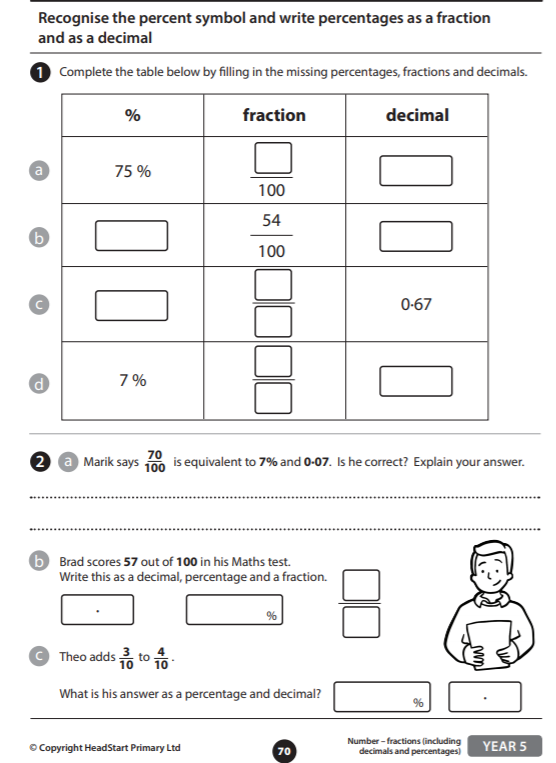 Recognise the percent symbol and write percentages as a fraction
and as a decimal
1 Complete the table below by filling in the missing percentages, fractions and decimals.
% fraction decimal
a 75 % /100
b 54/100
c 0·67
d 7 %
2 a Marik says 70/100 is equivalent to 7% and 0·07. Is he correct? Explain your answer.
b Brad scores 57 out of 100 in his Maths test.
Write this as a decimal, percentage and a fraction.
· %
c Theo adds 3/10 to 4/10 .
What is his answer as a percentage and decimal? % ·
© Copyright HeadStart Primary Ltd
70
Number – fractions (including
decimals and percentages)
YEAR 5